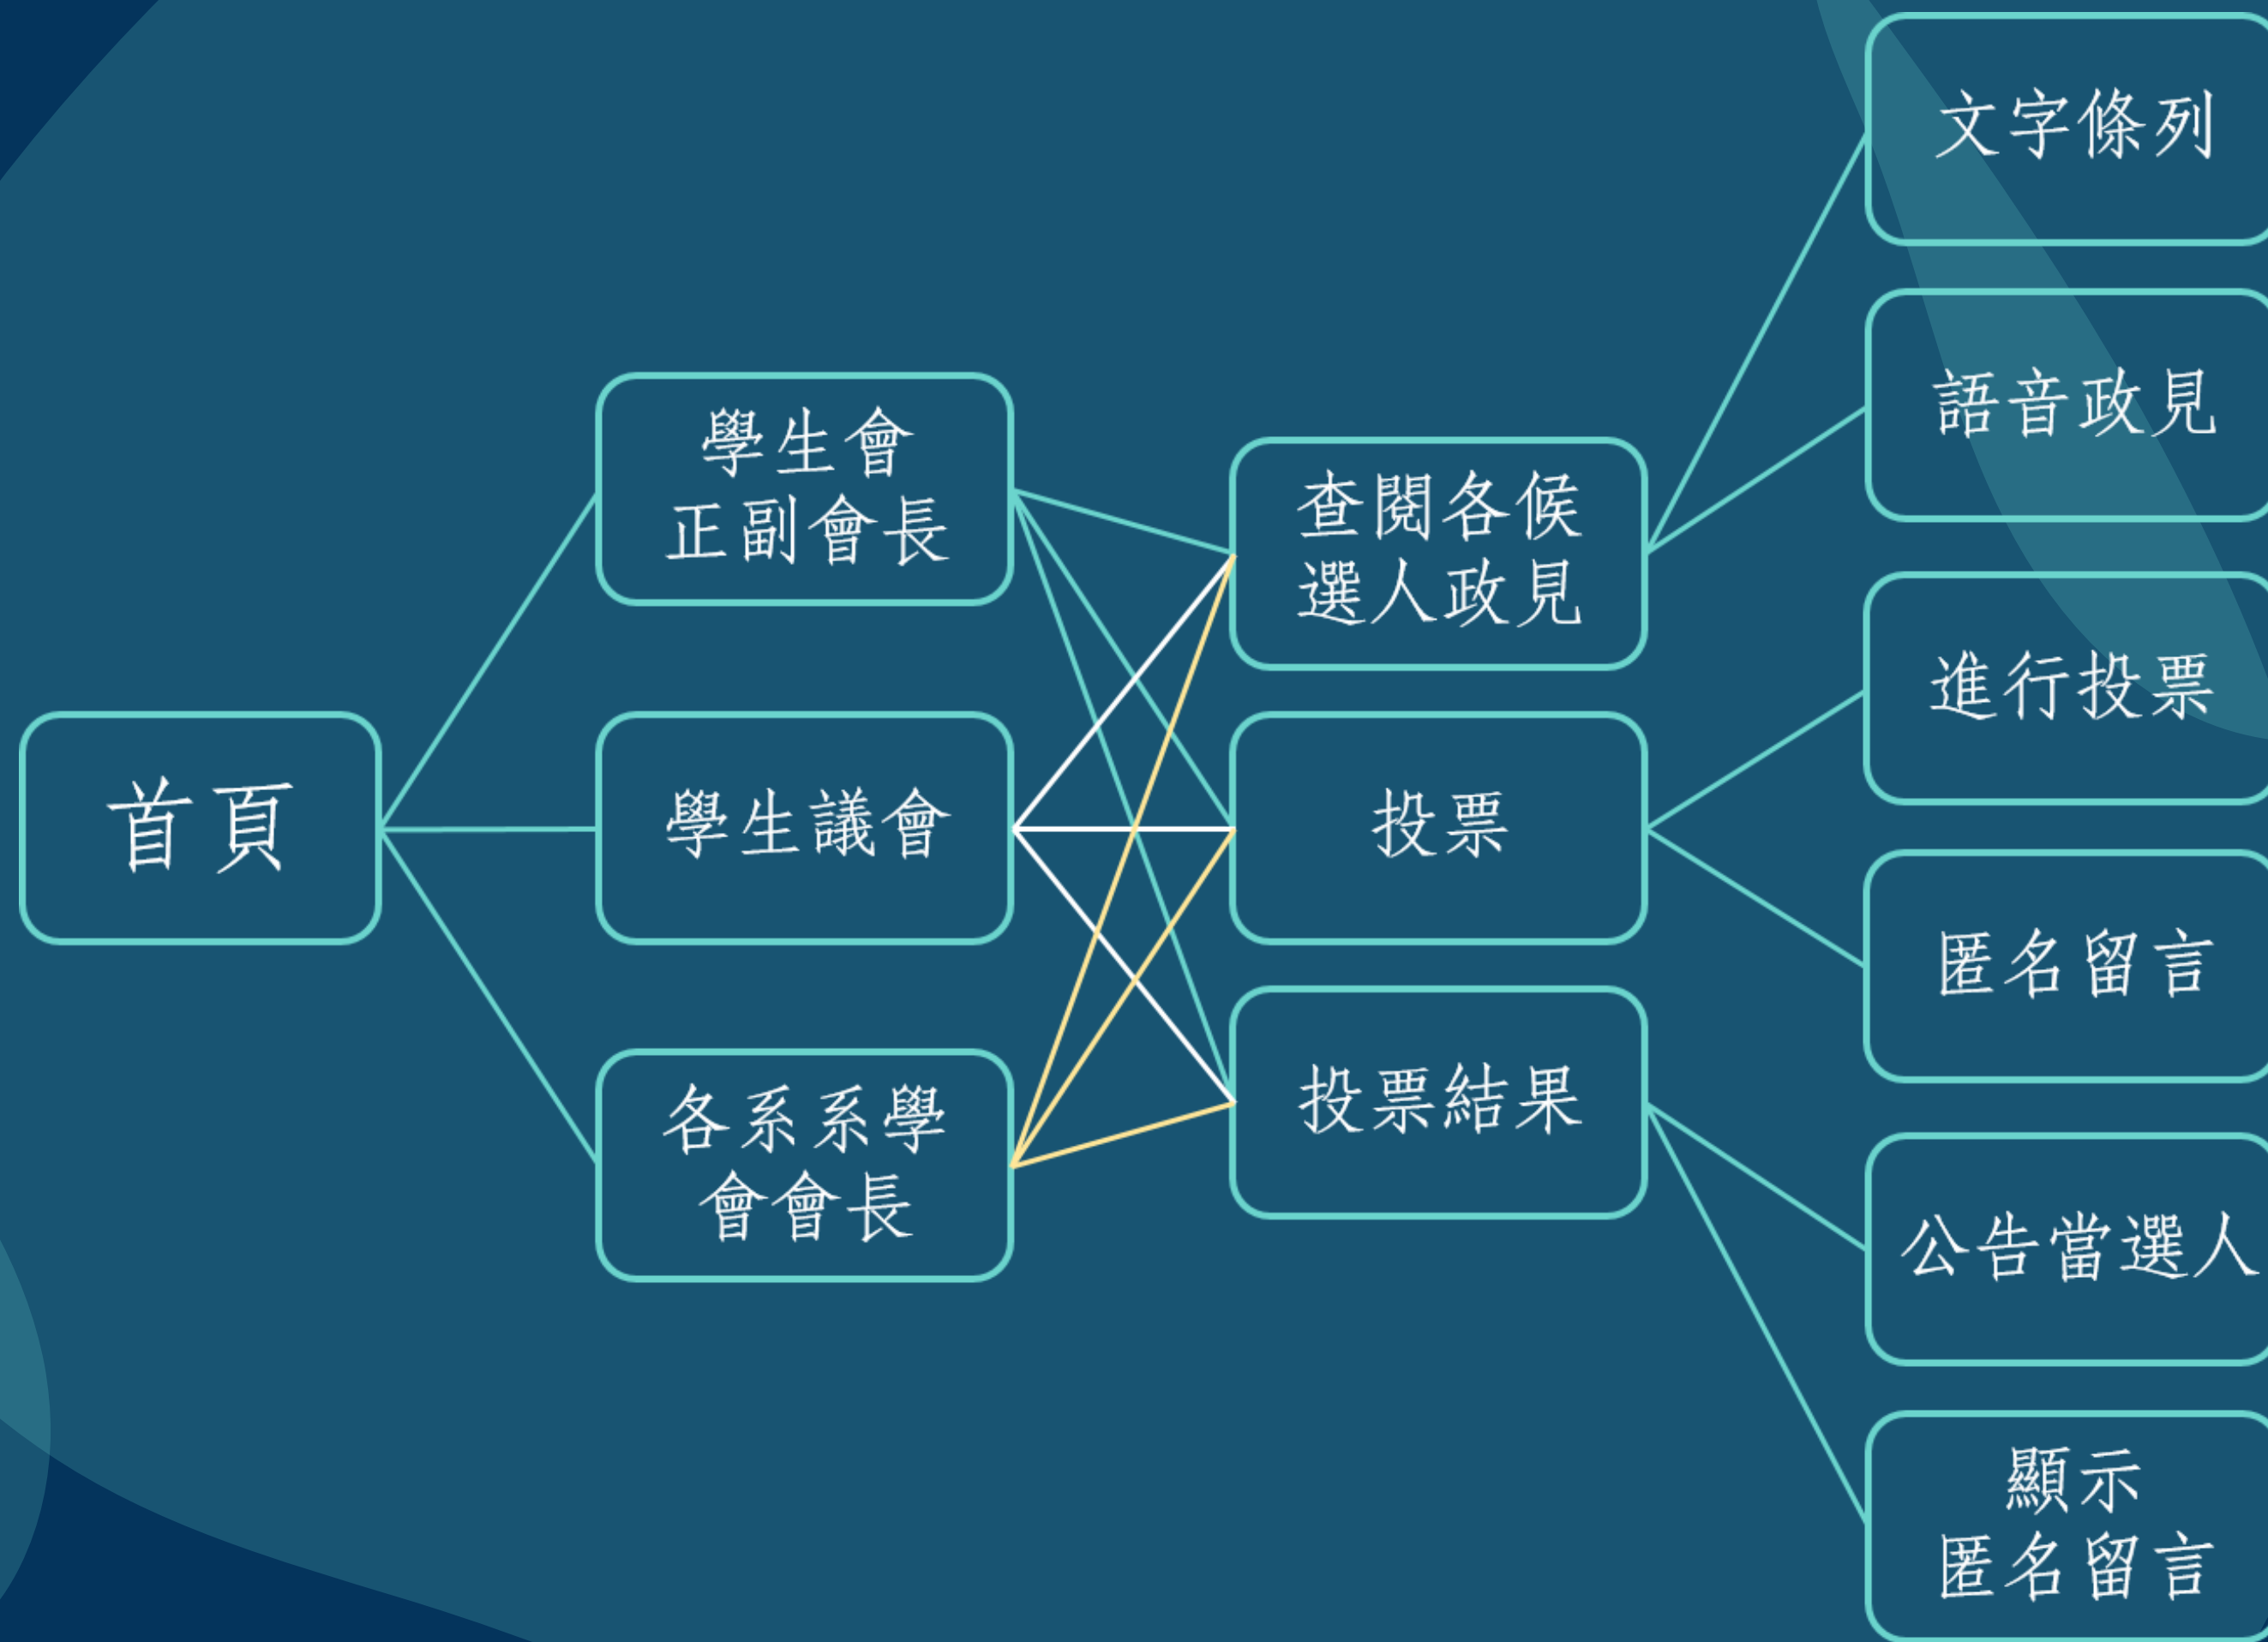 首頁
學生會
正副會長
學生議會
各系系學
會會長
查閱各候
選人政見
投票
投票結果
文字條列
語音政見
進行投票
匿名留言
公告當選人
顯示
匿名留言